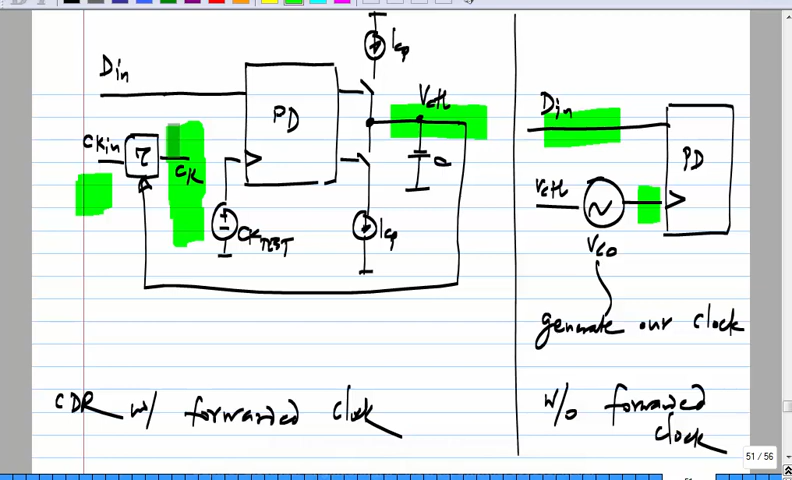 Icp
Din
Vctl
Din
PD
CKin
τ
CK
C
PD
Vctl
CKTEST
Icp
VCO
generate our clock
CDR w/ forwarded clock
w/o forwarded
clock
51 / 56